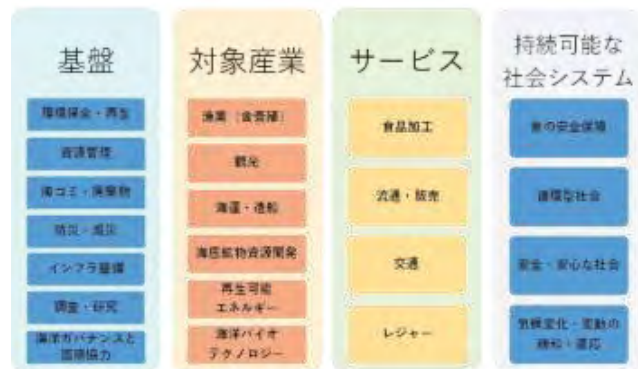 基盤
環境保全・再生
資源管理
海ゴミ・廃棄物
防災・減災
インフラ整備
調査・研究
海洋ガバナンスと
国際協力
対象産業
漁業（含養殖）
観光
海運・造船
海底鉱物資源開発
再生可能
エネルギー
海洋バイオ
テクノロジー
サービス
食品加工
流通・販売
交通
レジャー
持続可能な
社会システム
食の安全保障
循環型社会
安全・安心な社会
気候変化・変動の
緩和・適応